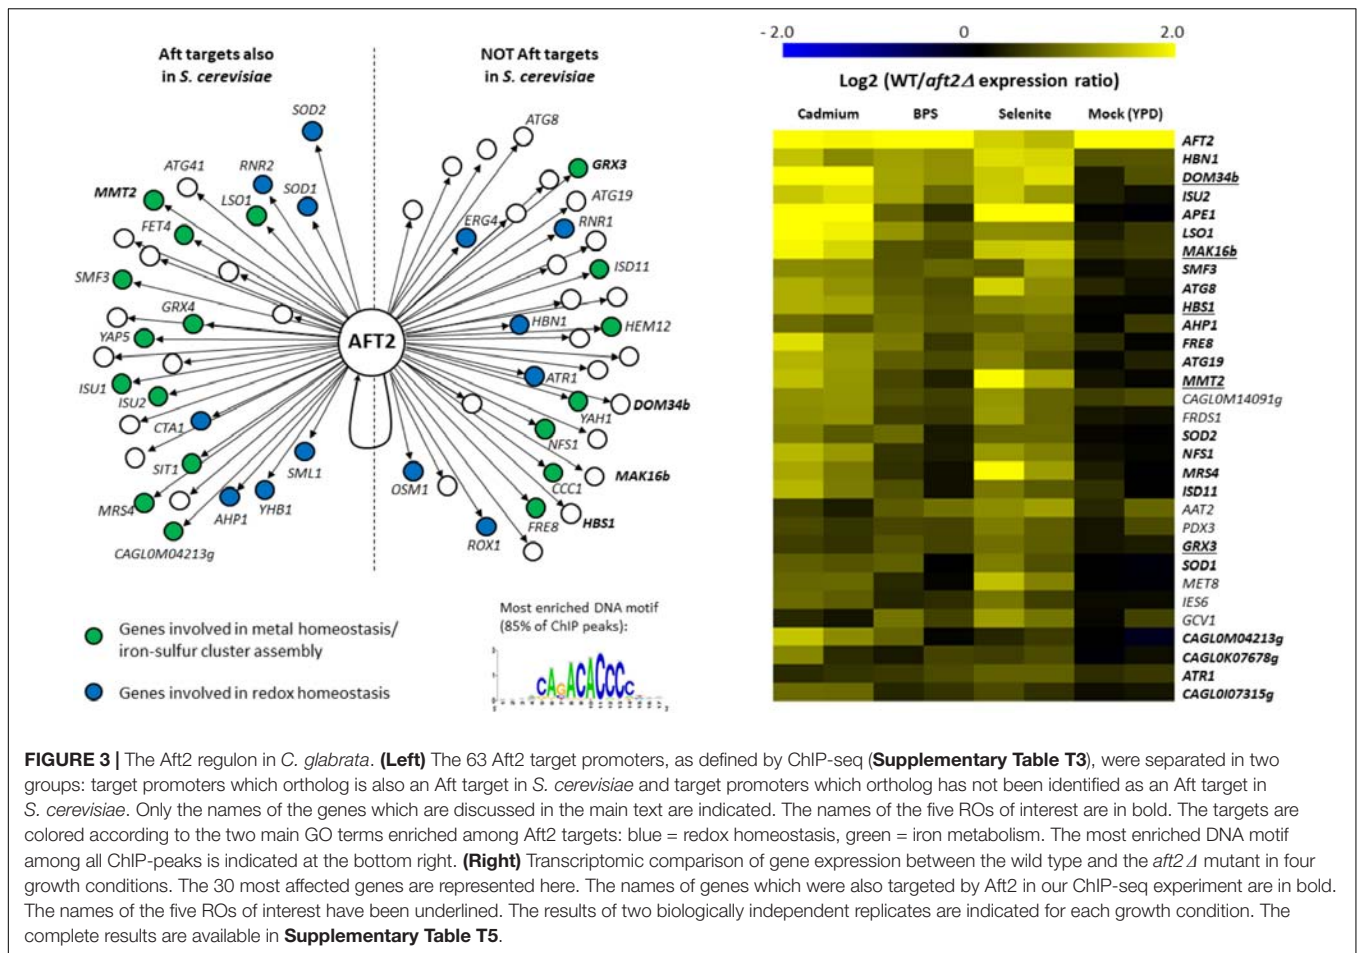 Aft targets also
in S. cerevisiae
NOT Aft targets
in S. cerevisiae
SOD2
ATG41
RNR2
SOD1
MMT2
LSO1
FET4
SMF3
GRX4
YAP5
ISU1
ISU2
CTA1
SIT1
SML1
MRS4
AHP1
YHB1
CAGL0M04213g
AFT2
ATG8
GRX3
ATG19
ERG4
RNR1
ISD11
HBN1
HEM12
ATR1
DOM34b
YAH1
NFS1
MAK16b
OSM1
CCC1
HBS1
FRE8
ROX1
Genes involved in metal homeostasis/
iron-sulfur cluster assembly
Genes involved in redox homeostasis
Most enriched DNA motif
(85% of ChIP peaks):
CAGACACCCC
- 2.0 0 2.0
Log2 (WT/aft2Δ expression ratio)
Cadmium BPS Selenite Mock (YPD)
AFT2
HBN1
DOM34b
ISU2
APE1
LSO1
MAK16b
SMF3
ATG8
HBS1
AHP1
FRE8
ATG19
MMT2
CAGL0M14091g
FRDS1
SOD2
NFS1
MRS4
ISD11
AAT2
PDX3
GRX3
SOD1
MET8
IES6
GCV1
CAGL0M04213g
CAGL0K07678g
ATR1
CAGL0I07315g
FIGURE 3 | The Aft2 regulon in C. glabrata. (Left) The 63 Aft2 target promoters, as defined by ChIP-seq (Supplementary Table T3), were separated in two
groups: target promoters which ortholog is also an Aft target in S. cerevisiae and target promoters which ortholog has not been identified as an Aft target in
S. cerevisiae. Only the names of the genes which are discussed in the main text are indicated. The names of the five ROs of interest are in bold. The targets are
colored according to the two main GO terms enriched among Aft2 targets: blue = redox homeostasis, green = iron metabolism. The most enriched DNA motif
among all ChIP-peaks is indicated at the bottom right. (Right) Transcriptomic comparison of gene expression between the wild type and the aft2Δ mutant in four
growth conditions. The 30 most affected genes are represented here. The names of genes which were also targeted by Aft2 in our ChIP-seq experiment are in bold.
The names of the five ROs of interest have been underlined. The results of two biologically independent replicates are indicated for each growth condition. The
complete results are available in Supplementary Table T5.